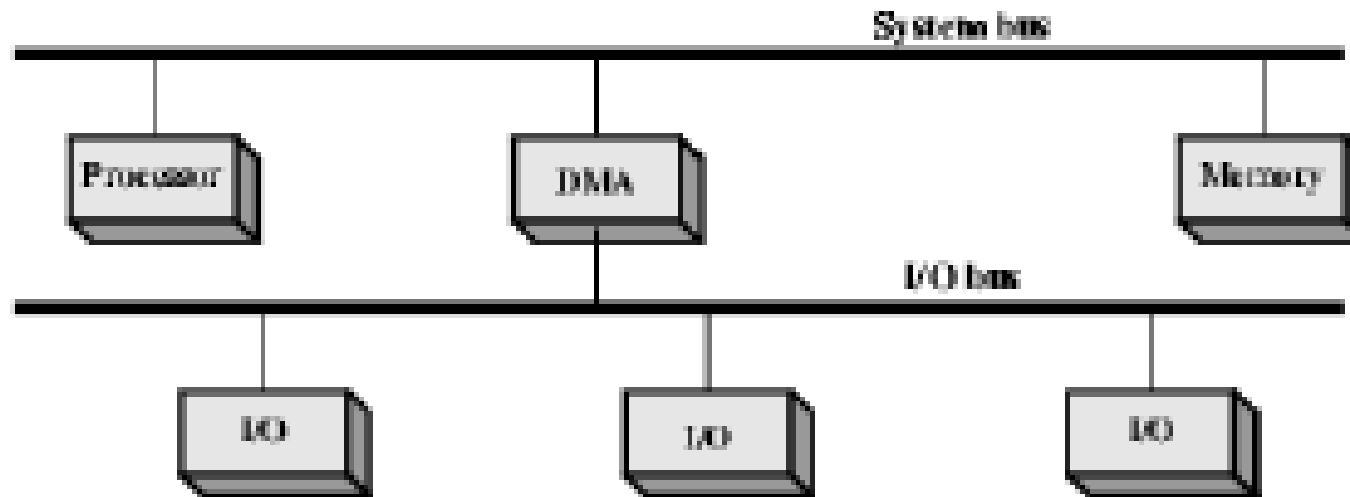 System bus
Processor
DMA
Memory
I/O bus
I/O
I/O
I/O